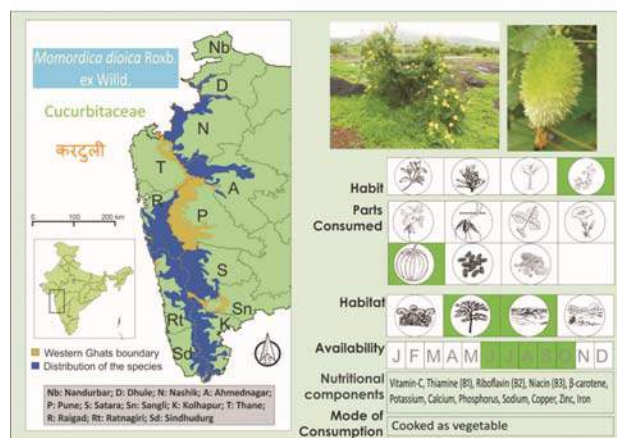 Momordica dioica Roxb.
ex Willd.
Cucurbitaceae
करटुली
Nb
D
N
T
A
R
P
S
Sn
Rt
K
Sd
0 100 200 km
Western Ghats boundary
Distribution of the species
Nb: Nandurbar; D: Dhule; N: Nashik; A: Ahmednagar;
P: Pune; S: Satara; Sn: Sangli; K: Kolhapur; T: Thane;
R: Raigad; Rt: Ratnagiri; Sd: Sindhudurg
Habit
Parts
Consumed
Habitat
Availability J F M A M J J A S O N D
Nutritional
components
Vitamin-C, Thiamine (B1), Riboflavin (B2), Niacin (B3), β-carotene,
Potassium, Calcium, Phosphorus, Sodium, Copper, Zinc, Iron
Mode of
Consumption
Cooked as vegetable